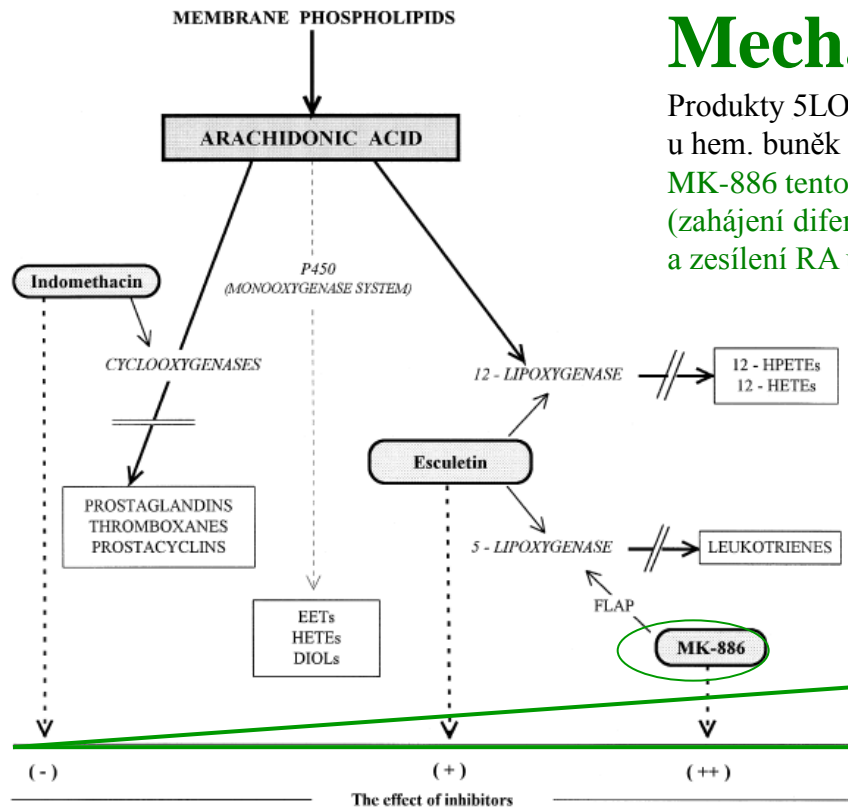 MEMBRANE PHOSPHOLIPIDS
Produkty 5LO
u hem. buněk
MK-886 tento
(zahájení
a zesílení RA
ARACHIDONIC ACID
P450
(MONOOXYGENASE SYSTEM)
Indomethacin
CYCLOOXYGENASES
12 - LIPOXYGENASE
12 - HPETEs
12 - HETEs
Esculetin
PROSTAGLANDINS
THROMBOXANES
PROSTACYCLINS
5 - LIPOXYGENASE
LEUKOTRIENES
FLAP
EETs
HETEs
DIOLs
MK-886
( - )
( + )
( ++ )
The effect of inhibitors